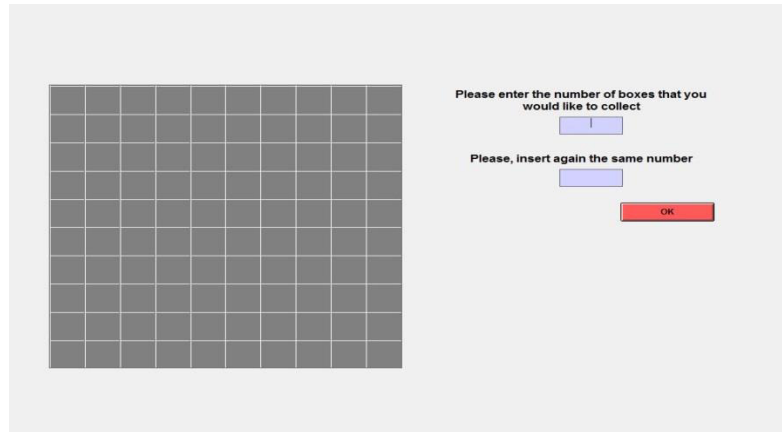 Please enter the number of boxes that you
would like to collect
Please, insert again the same number
OK